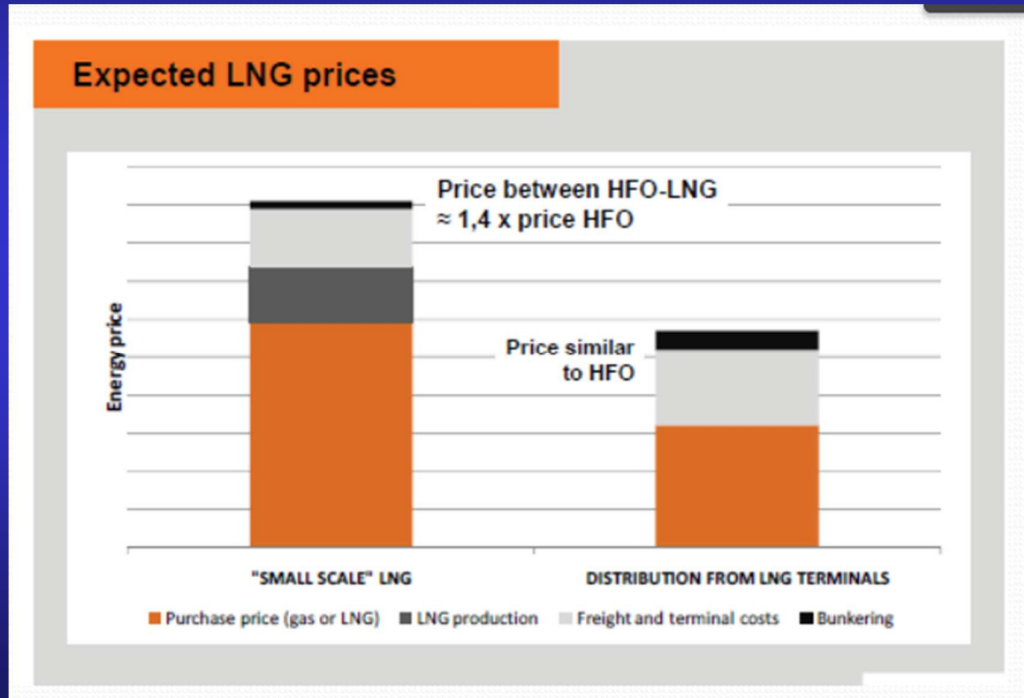 Expected LNG prices
Price between HFO-LNG
≈ 1,4 x price HFO
Price similar
to HFO
Energy price
"SMALL SCALE" LNG
DISTRIBUTION FROM LNG TERMINALS
Purchase price (gas or LNG)
LNG production
Freight and terminal costs
Bunkering